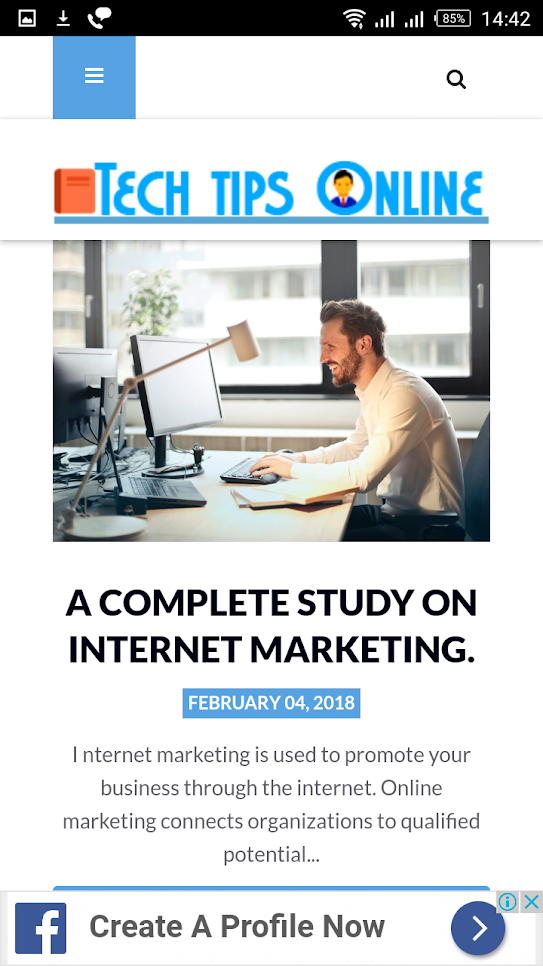 85% 14:42
TECH TIPS ONLINE
A COMPLETE STUDY ON
INTERNET MARKETING.
FEBRUARY 04, 2018
I nternet marketing is used to promote your
business through the internet. Online
marketing connects organizations to qualified
potential...
f Create A Profile Now